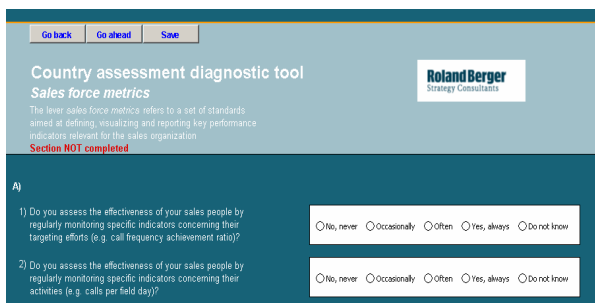 Go back Go ahead Save
Country assessment diagnostic tool
Roland Berger
Strategy Consultants
Sales force metrics
The lever sales force metrics refers to a set of standards
aimed at defining, visualizing and reporting key performance
indicators relevant for the sales organization
Section NOT completed
A)
1) Do you assess the effectiveness of your sales people by
regularly monitoring specific indicators concerning their
targeting efforts (e.g. call frequency achievement ratio)?
No, never Occasionally Often Yes, always Do not know
2) Do you assess the effectiveness of your sales people by
regularly monitoring specific indicators concerning their
activities (e.g. calls per field day)?
No, never Occasionally Often Yes, always Do not know